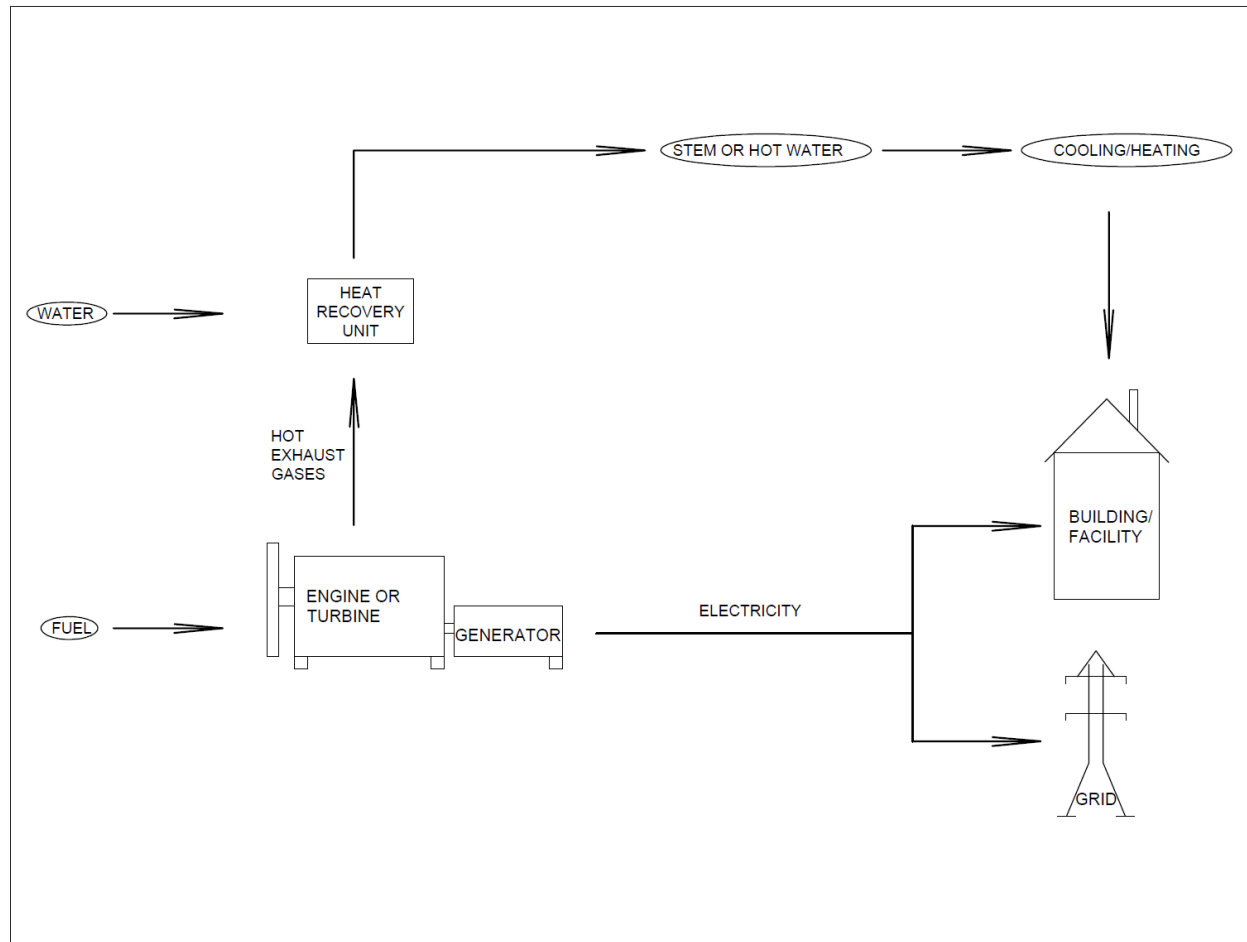 STEM OR HOT WATER
COOLING/HEATING
WATER
HEAT
RECOVERY
UNIT
HOT
EXHAUST
GASES
BUILDING/
FACILITY
FUEL
ENGINE OR
TURBINE
GENERATOR
ELECTRICITY
GRID